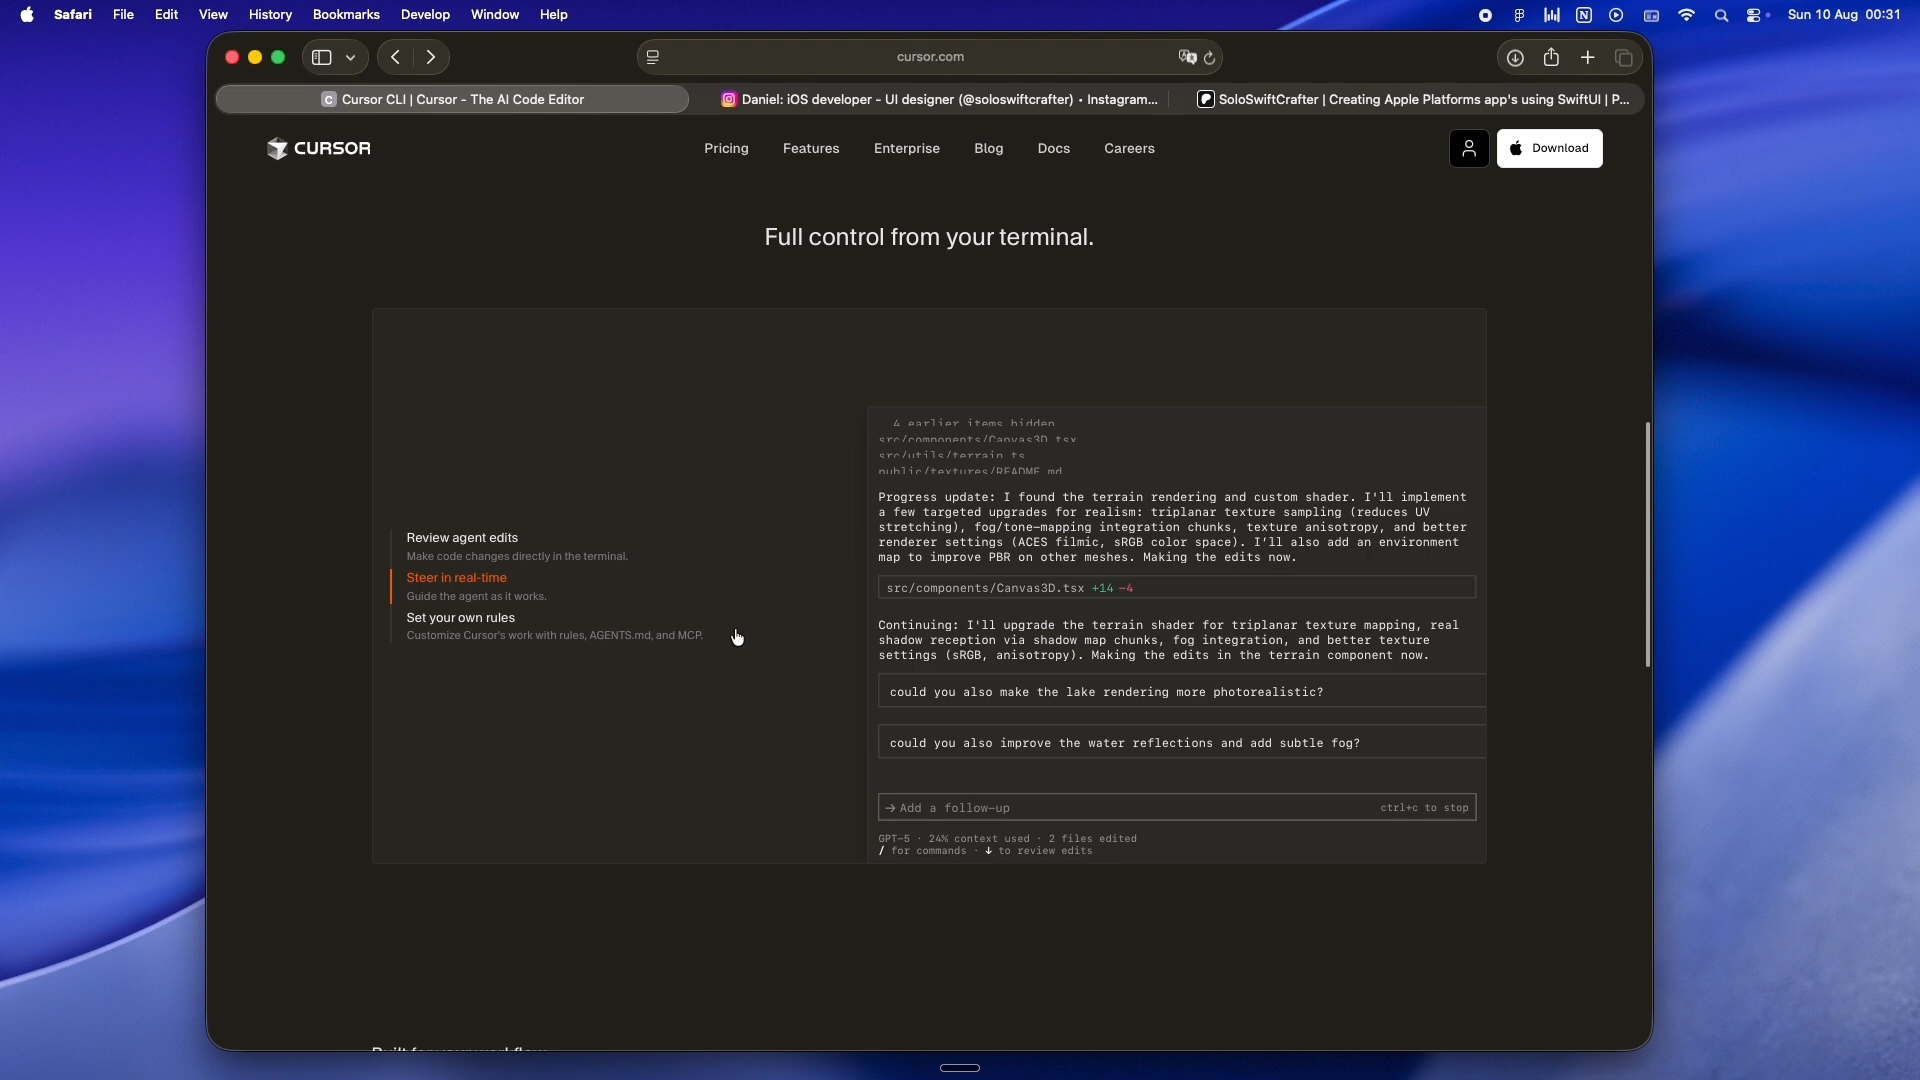 Safari File Edit View History Bookmarks Develop Window Help Sun 10 Aug 00:31
cursor.com
Cursor CLI | Cursor - The AI Code Editor
Daniel: iOS developer - UI designer (@soloswiftcrafter) • Instagram...
SoloSwiftCrafter | Creating Apple Platforms app's using SwiftUI | P...
CURSOR
Pricing Features Enterprise Blog Docs Careers
Download
Full control from your terminal.
Review agent edits
Make code changes directly in the terminal.
Steer in real-time
Guide the agent as it works.
Set your own rules
Customize Cursor's work with rules, AGENTS.md, and MCP.
4 earlier items hidden
src/components/Canvas3D.tsx
src/utils/terrain.ts
public/textures/README.md
Progress update: I found the terrain rendering and custom shader. I'll implement
a few targeted upgrades for realism: triplanar texture sampling (reduces UV
stretching), fog/tone-mapping integration chunks, texture anisotropy, and better
renderer settings (ACES filmic, sRGB color space). I'll also add an environment
map to improve PBR on other meshes. Making the edits now.
src/components/Canvas3D.tsx +14 -4
Continuing: I'll upgrade the terrain shader for triplanar texture mapping, real
shadow reception via shadow map chunks, fog integration, and better texture
settings (sRGB, anisotropy). Making the edits in the terrain component now.
could you also make the lake rendering more photorealistic?
could you also improve the water reflections and add subtle fog?
→ Add a follow-up ctrl+c to stop
GPT-5 · 24% context used · 2 files edited
/ for commands · ↓ to review edits